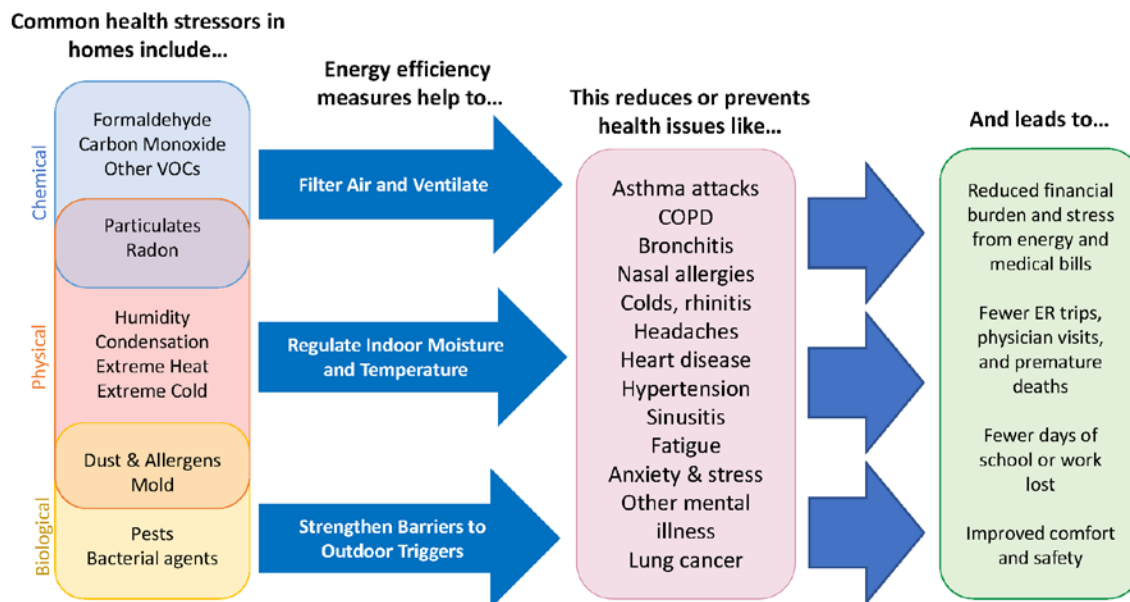 Common health stressors in
homes include...
Chemical
Formaldehyde
Carbon Monoxide
Other VOCs
Particulates
Radon
Physical
Humidity
Condensation
Extreme Heat
Extreme Cold
Dust & Allergens
Mold
Biological
Pests
Bacterial agents
Energy efficiency
measures help to...
Filter Air and Ventilate
Regulate Indoor Moisture
and Temperature
Strengthen Barriers to
Outdoor Triggers
This reduces or prevents
health issues like...
Asthma attacks
COPD
Bronchitis
Nasal allergies
Colds, rhinitis
Headaches
Heart disease
Hypertension
Sinusitis
Fatigue
Anxiety & stress
Other mental
illness
Lung cancer
And leads to...
Reduced financial
burden and stress
from energy and
medical bills
Fewer ER trips,
physician visits,
and premature
deaths
Fewer days of
school or work
lost
Improved comfort
and safety